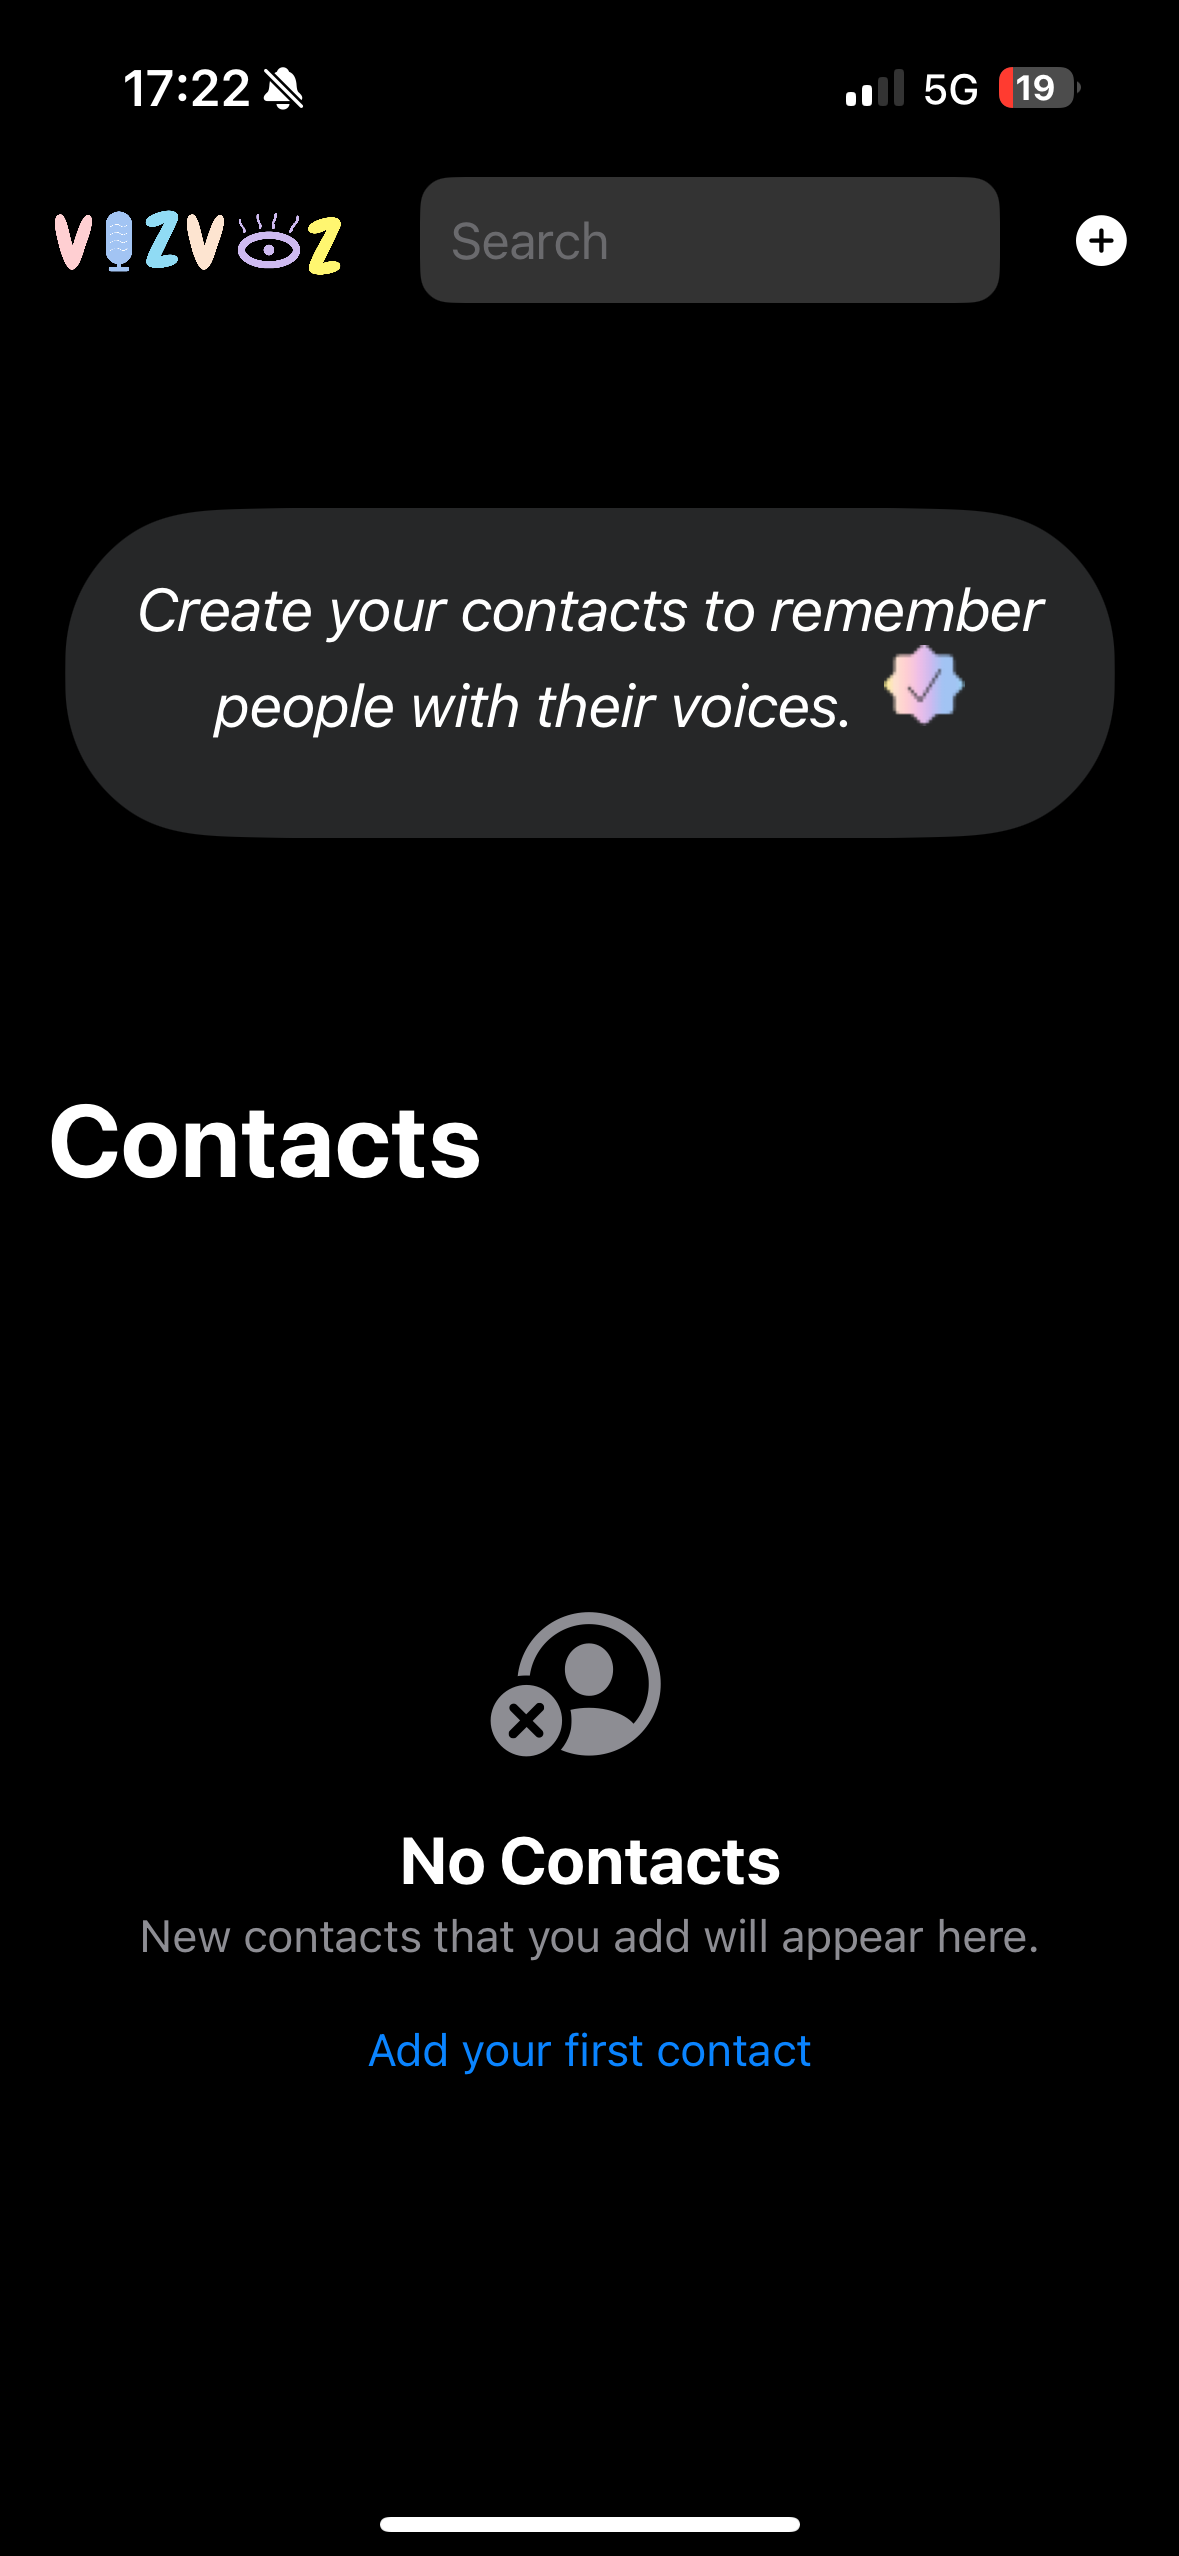 17:22
5G
19
VIZVOZ
Search
Create your contacts to remember
people with their voices.
Contacts
No Contacts
New contacts that you add will appear here.
Add your first contact